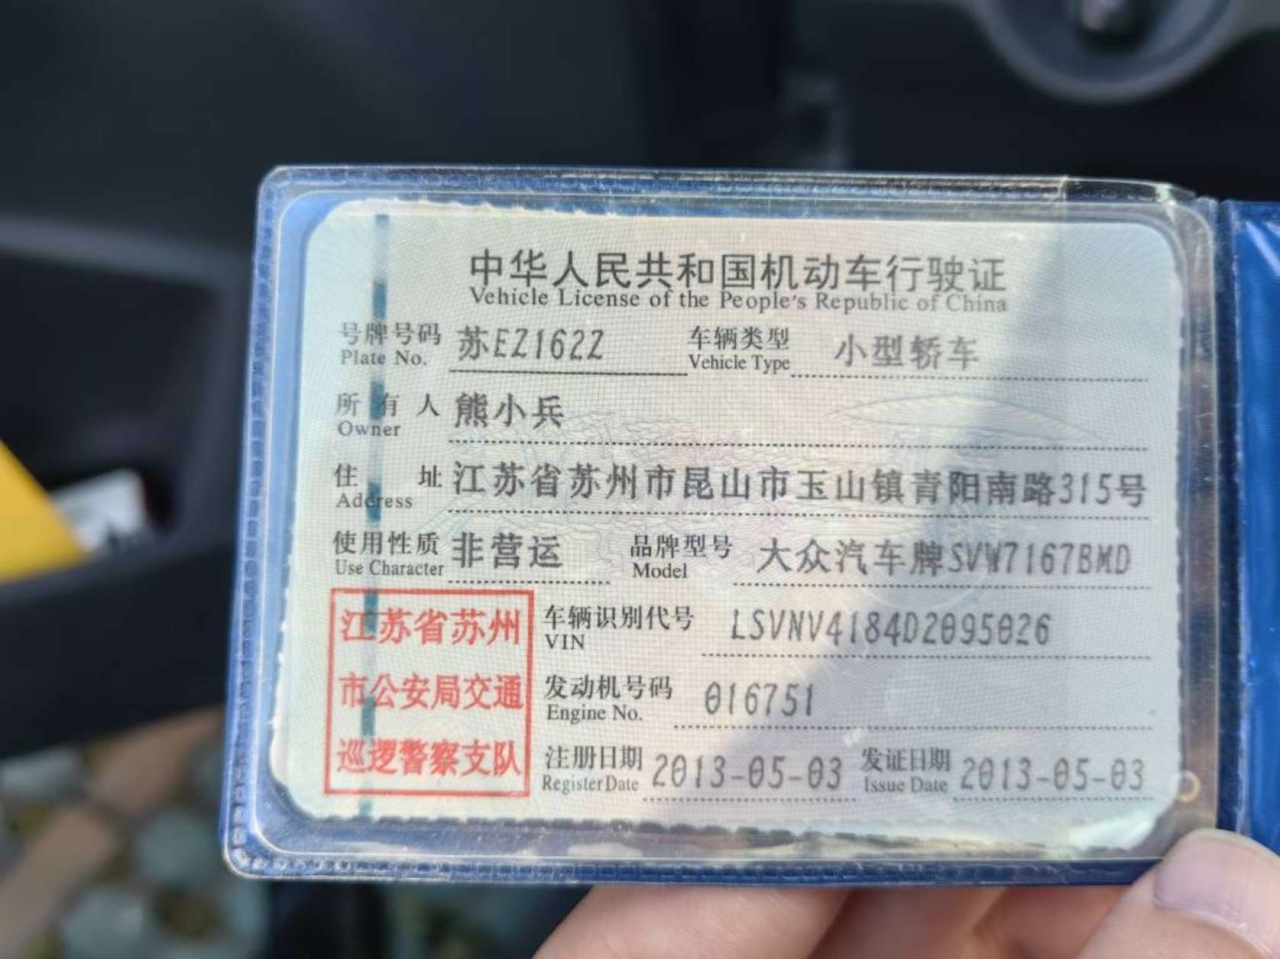 中华人民共和国机动车行驶证
Vehicle License of the People's Republic of China
号牌号码 苏EZ162Z 车辆类型 小型轿车
Plate No. Vehicle Type
所有人 熊小兵
Owner
住址 江苏省苏州市昆山市玉山镇青阳南路315号
Address
使用性质 非营运 品牌型号 大众汽车牌SVW7167BMD
Use Character Model
江苏省苏州
市公安局交通
巡逻警察支队
车辆识别代号 LSVNV4184D2095026
VIN
发动机号码 016751
Engine No.
注册日期 2013-05-03 发证日期 2013-05-03
Register Date Issue Date